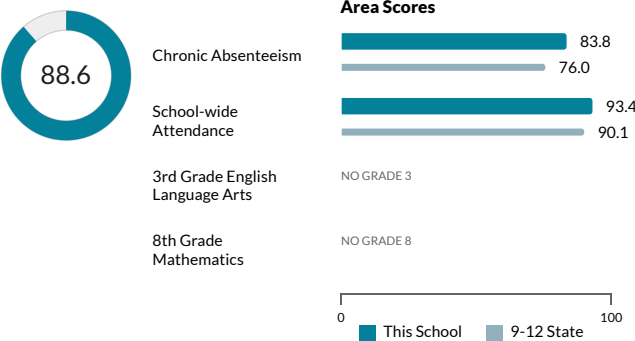 Area Scores
88.6
Chronic Absenteeism
83.8
76.0
School-wide
Attendance
93.4
90.1
3rd Grade English
Language Arts
NO GRADE 3
8th Grade
Mathematics
NO GRADE 8
0
100
This School
9-12 State